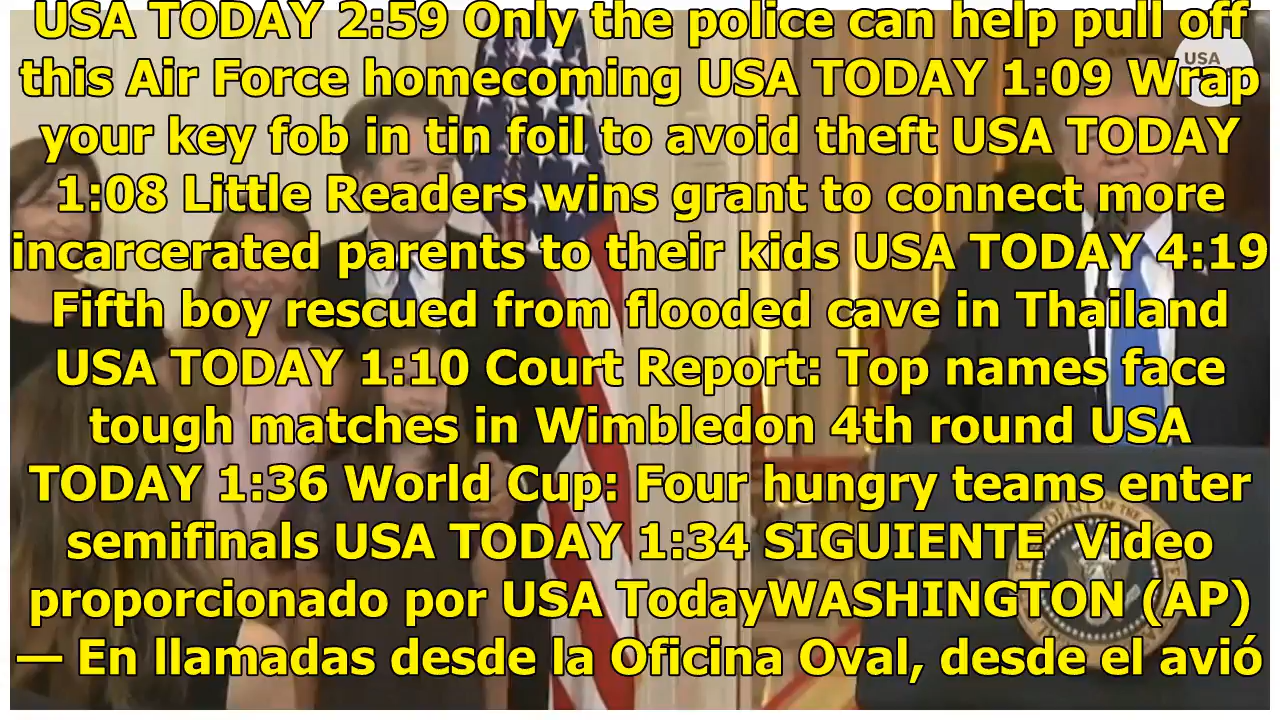 USA TODAY 2:59 Only the police can help pull off
this Air Force homecoming USA TODAY 1:09 Wrap
your key fob in tin foil to avoid theft USA TODAY
1:08 Little Readers wins grant to connect more
incarcerated parents to their kids USA TODAY 4:19
Fifth boy rescued from flooded cave in Thailand
USA TODAY 1:10 Court Report: Top names face
tough matches in Wimbledon 4th round USA
TODAY 1:36 World Cup: Four hungry teams enter
semifinals USA TODAY 1:34 SIGUIENTE  Video
proporcionado por USA TodayWASHINGTON (AP)
— En llamadas desde la Oficina Oval, desde el avió
USA